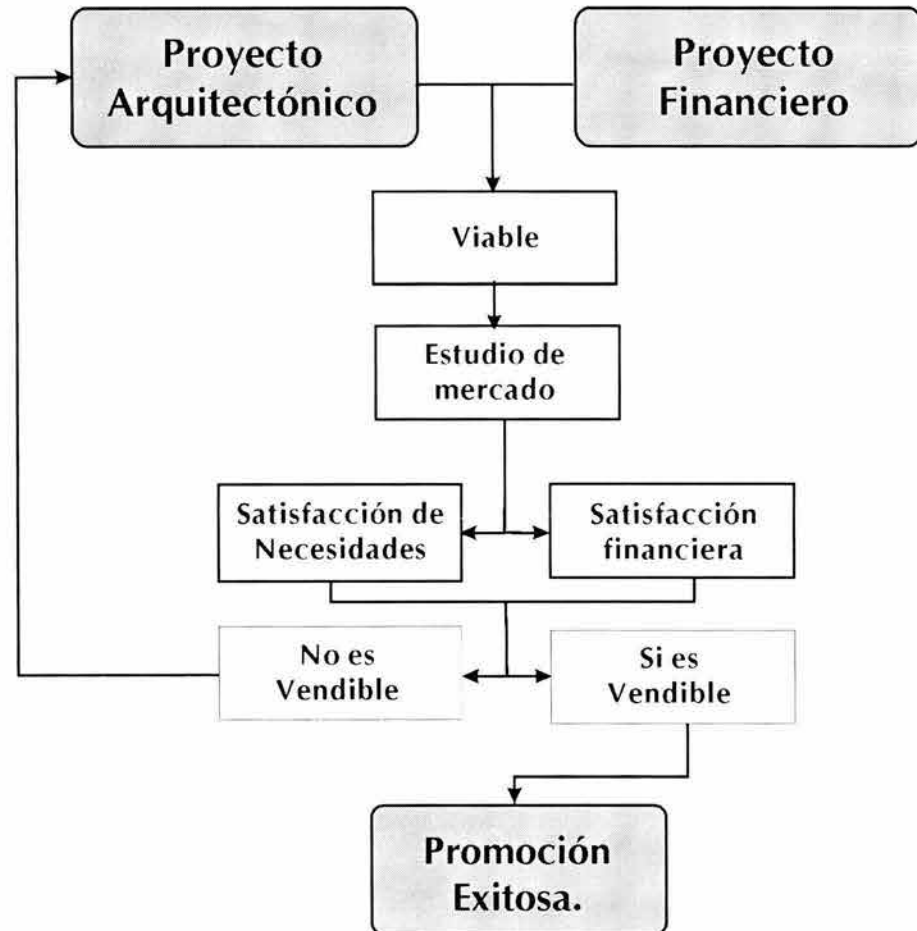 Proyecto
Arquitectónico
Proyecto
Financiero
Viable
Estudio de
mercado
Satisfacción de
Necesidades
Satisfacción
financiera
No es
Vendible
Si es
Vendible
Promoción
Exitosa.